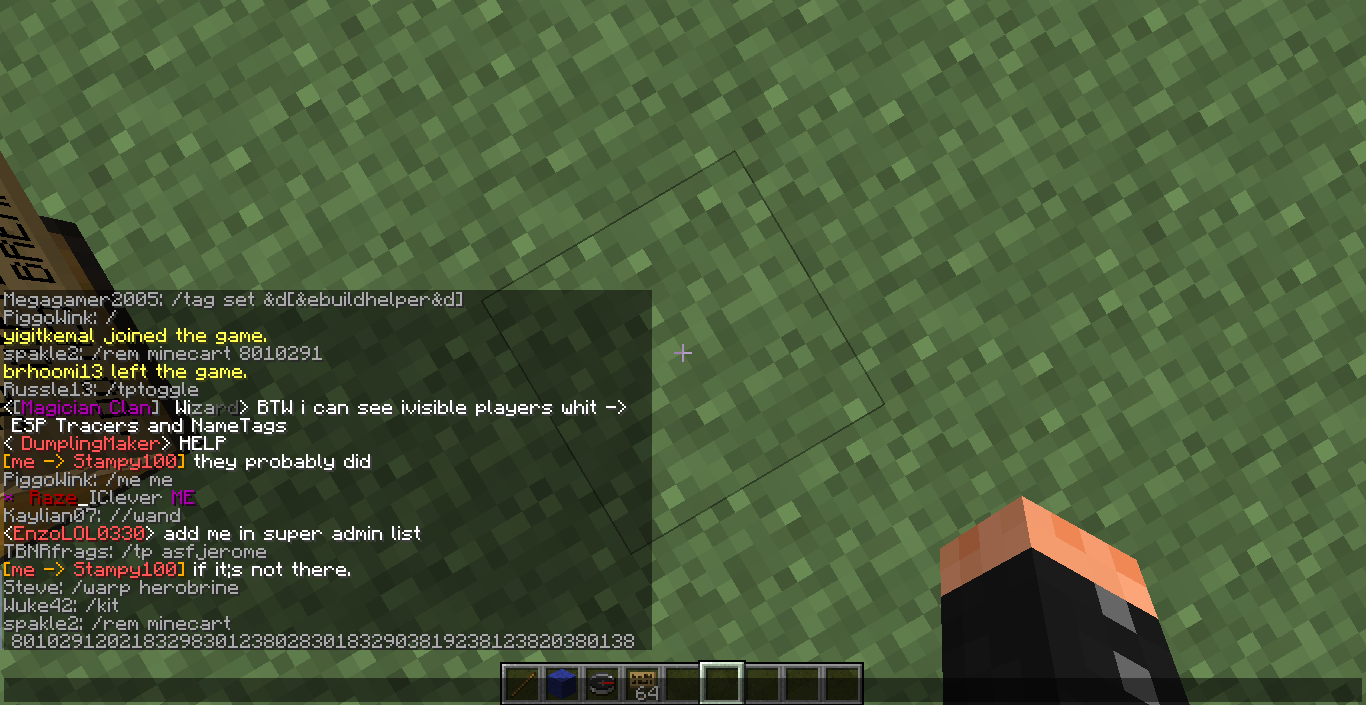 Megagamer2005: /tag set &d[&ebuildhelper&d]
PiggoWink: /
yigitkemal joined the game.
spakle2: /rem minecart 8010291
brhoomi13 left the game.
Russle13: /tptoggle
<[Magician Clan] Wizard> BTW i can see ivisible players whit ->
ESP Tracers and NameTags
< DumplingMaker> HELP
[me -> Stampy100] they probably did
PiggoWink: /me me
* Raze_IClever ME
Kaylian07: //wand
<EnzoLOL0330> add me in super admin list
TBNRfrags: /tp asfjerome
[me -> Stampy100] if it;s not there.
Steve: /warp herobrine
Wuke42: /kit
spakle2: /rem minecart
801029120218329830123802830183290381923812382038​0138
64